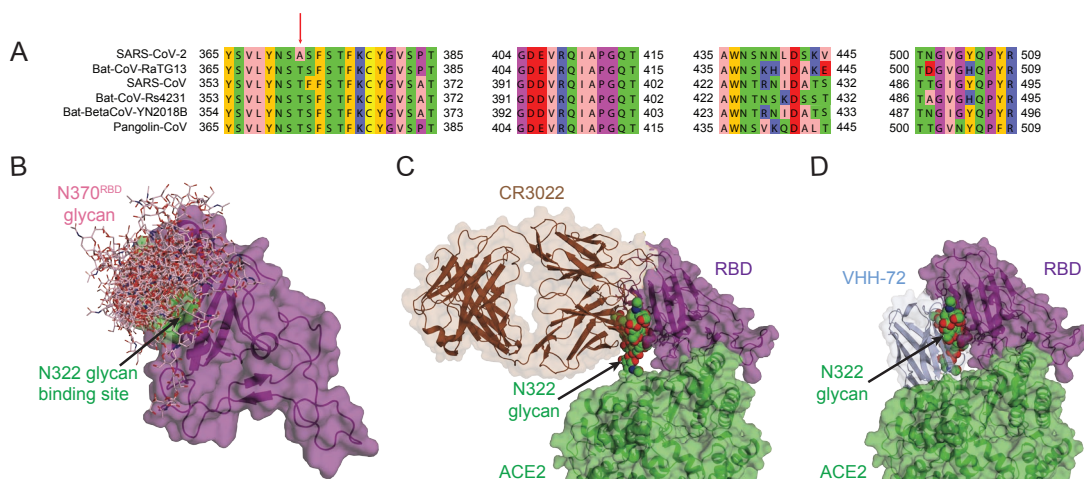 A
SARS-CoV-2 365 YSVLYNSASFSTFKCYGVSPT 385 404 GDEVRQIAPGQT 415 435 AWNSNNLDSKV 445 500 TNGVGYQPYR 509
Bat-CoV-RaTG13 365 YSVLYNSTSFSTFKCYGVSPT 385 404 GDEVRQIAPGQT 415 435 AWNSKHIDAKE 445 500 TDGVGHQPYR 509
SARS-CoV 353 YSVLYNSTFFSTFKCYGVSAT 372 391 GDDVRQIAPGQT 402 422 AWNTRNIDATS 432 486 TTGIGYQPYR 495
Bat-CoV-Rs4231 353 YSVLYNSTSFSTFKCYGVSAT 372 391 GDDVRQIAPGQT 402 422 AWNTNSKDSST 432 486 TAGVGHQPYR 495
Bat-BetaCoV-YN2018B 354 YSVLYNSTSFSTFKCYGVSAT 373 392 GDDVRQIAPGQT 403 423 AWNTRNIDATS 433 487 TNGIGYQPYR 496
Pangolin-CoV 365 YSVLYNSTSFSTFKCYGVSPT 385 404 GDEVRQIAPGQT 415 435 AWNSVKQDALT 445 500 TTGVNYQPFR 509
B
N370RBD
glycan
N322 glycan
binding site
C
CR3022
RBD
N322
glycan
ACE2
D
VHH-72
RBD
N322
glycan
ACE2